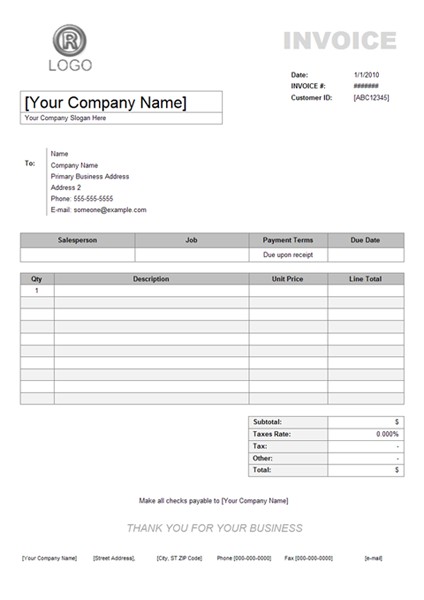 R
LOGO
INVOICE
Date: 1/1/2010
INVOICE #: #######
Customer ID: [ABC12345]
[Your Company Name]
Your Company Slogan Here
To:
Name
Company Name
Primary Business Address
Address 2
Phone: 555-555-5555
E-mail: someone@example.com
Salesperson Job Payment Terms Due Date
Due upon receipt
Qty Description Unit Price Line Total
1
Subtotal: $
Taxes Rate: 0.000%
Tax: -
Other: -
Total: $
Make all checks payable to [Your Company Name]
THANK YOU FOR YOUR BUSINESS
[Your Company Name] [Street Address], [City, ST ZIP Code] Phone [000-000-0000] Fax [000-000-0000] [e-mail]